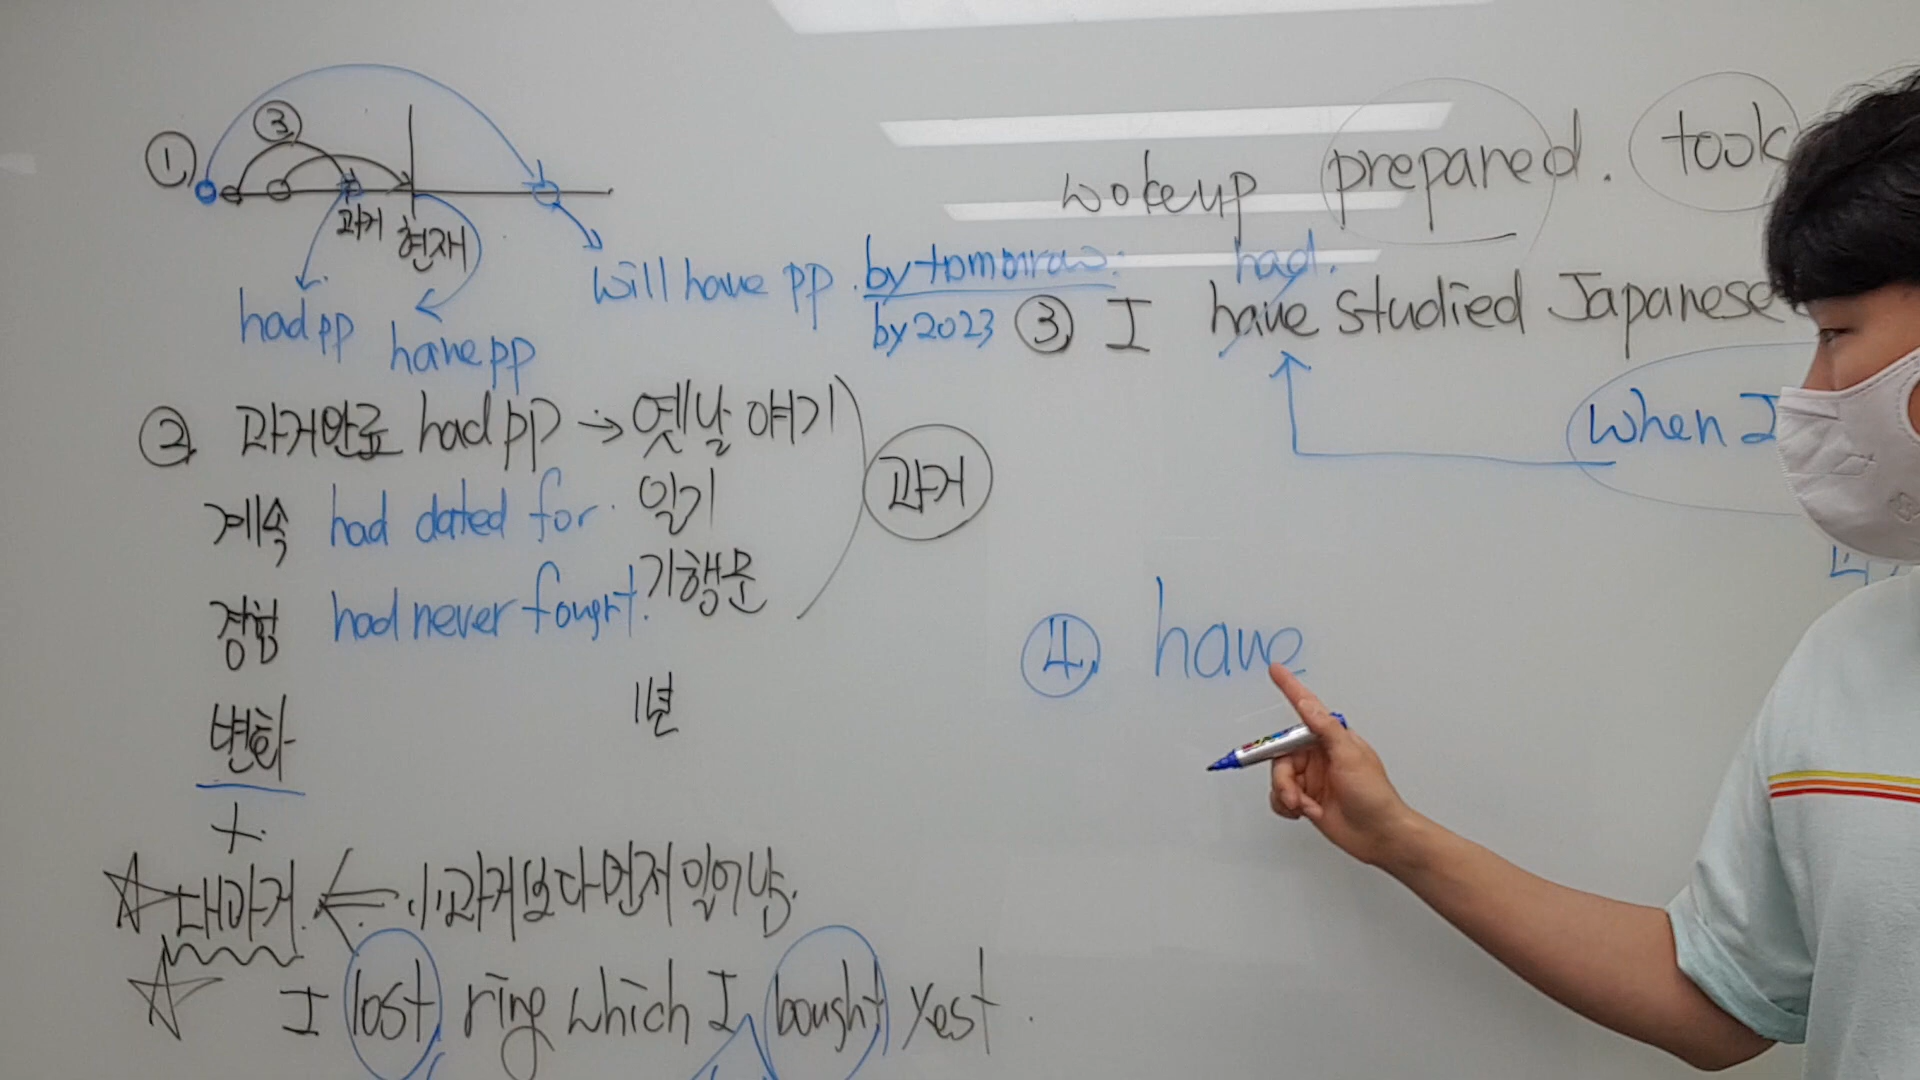 ① ③
과거 현재
had pp
have pp
will have pp. by tomorrow.
by 2023
② 과거완료 had pp → 옛날 얘기
일기
기행문
과거
계속 had dated for
경험 had never fought.
1년
변화
+
☆ 대과거 ← 1) 과거보다 먼저 일어남.
☆ I lost ring which I bought yest.
woke up prepared. took
had.
③ I have studied Japanese
When I
④ have